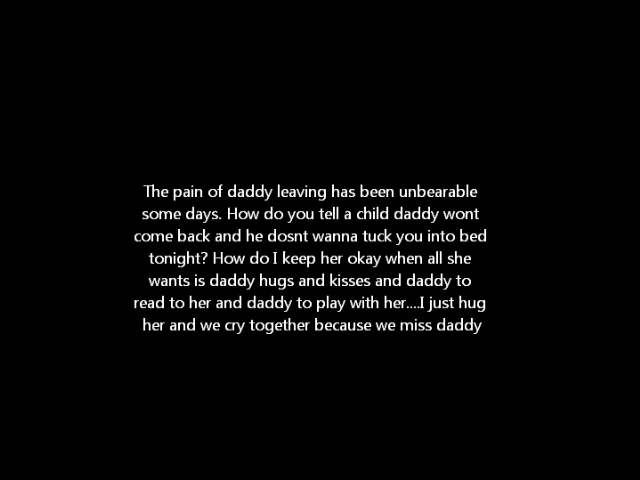 The pain of daddy leaving has been unbearable
some days. How do you tell a child daddy wont
come back and he dosnt wanna tuck you into bed
tonight? How do I keep her okay when all she
wants is daddy hugs and kisses and daddy to
read to her and daddy to play with her....I just hug
her and we cry together because we miss daddy